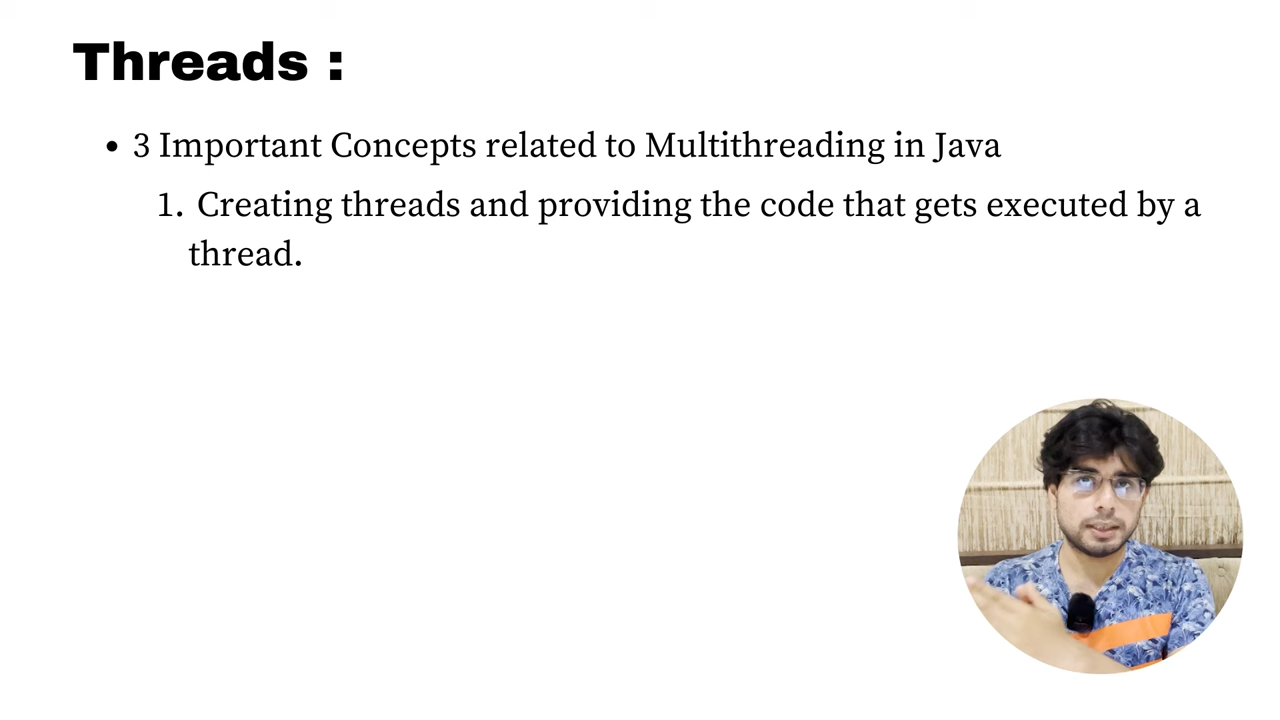 Threads :
• 3 Important Concepts related to Multithreading in Java
1. Creating threads and providing the code that gets executed by a
thread.